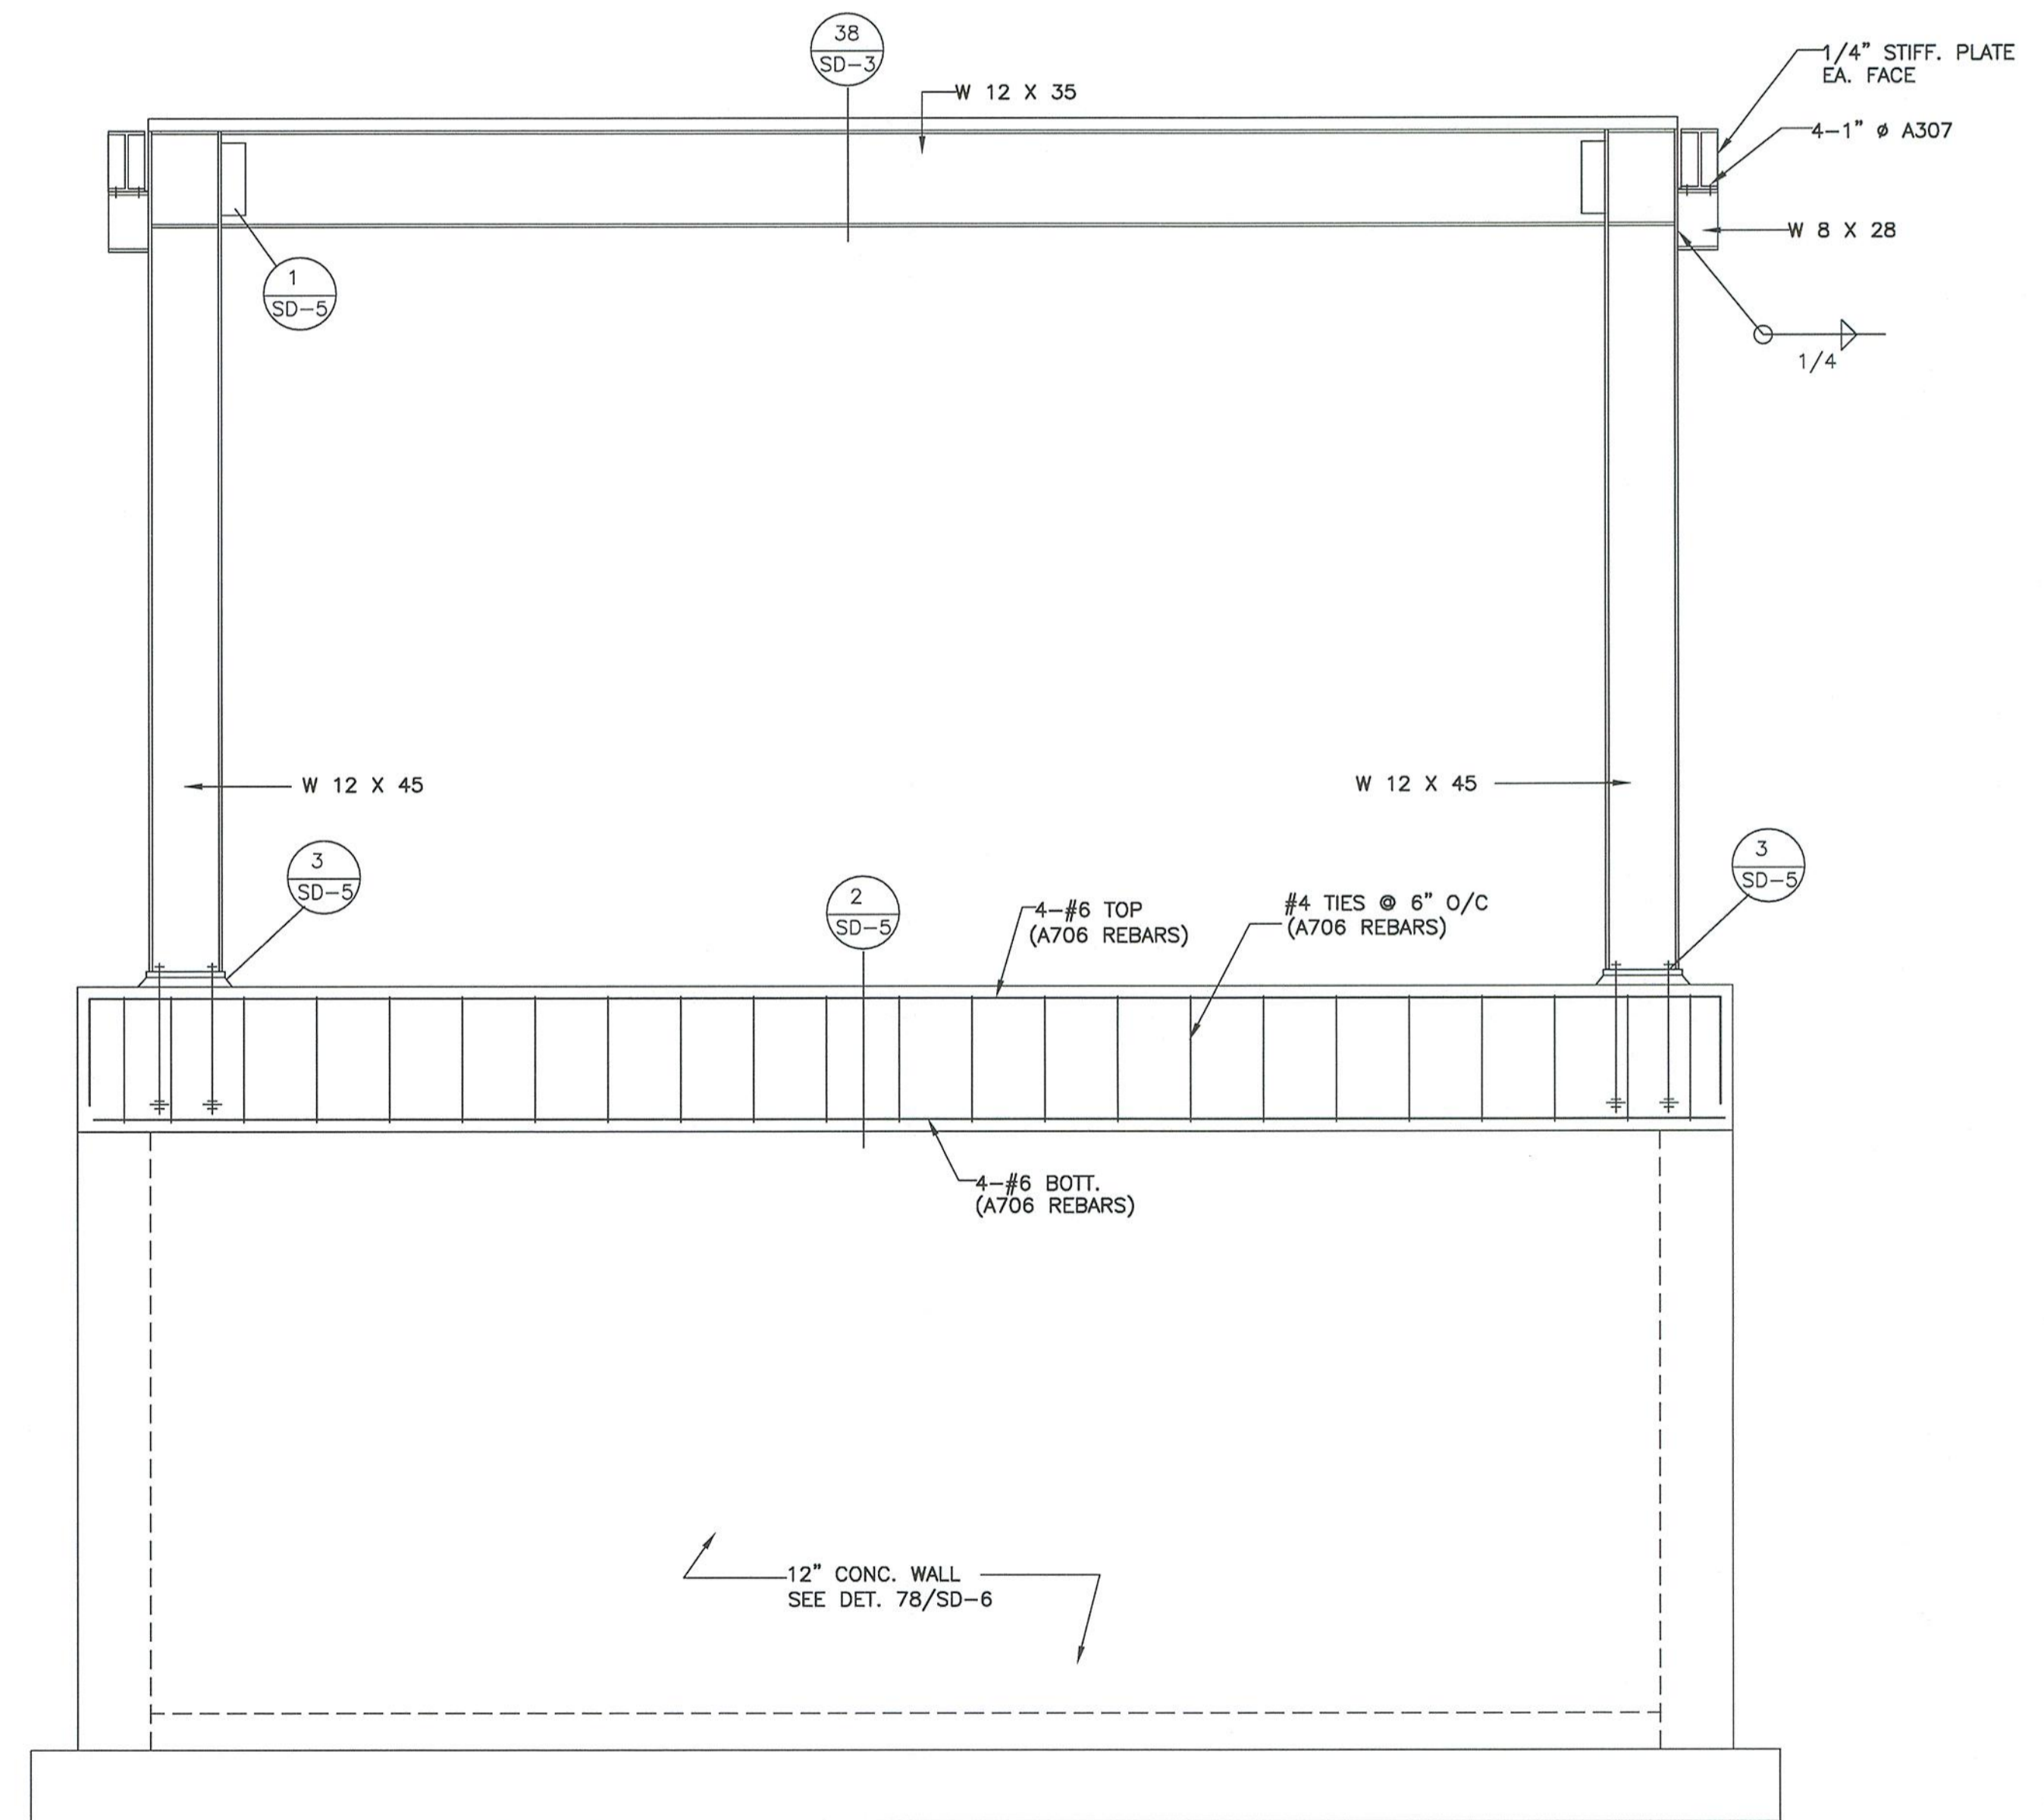 38
SD-3
W 12 X 35
1/4" STIFF. PLATE
EA. FACE
4-1" ø A307
W 8 X 28
1
SD-5
1/4
W 12 X 45
W 12 X 45
3
SD-5
3
SD-5
2
SD-5
4-#6 TOP
(A706 REBARS)
#4 TIES @ 6" O/C
(A706 REBARS)
4-#6 BOTT.
(A706 REBARS)
12" CONC. WALL
SEE DET. 78/SD-6